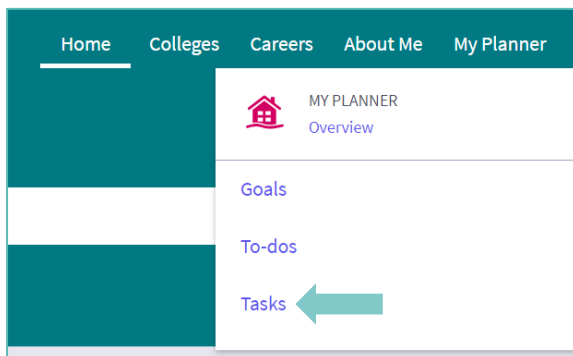 Home Colleges Careers About Me My Planner
MY PLANNER
Overview
Goals
To-dos
Tasks